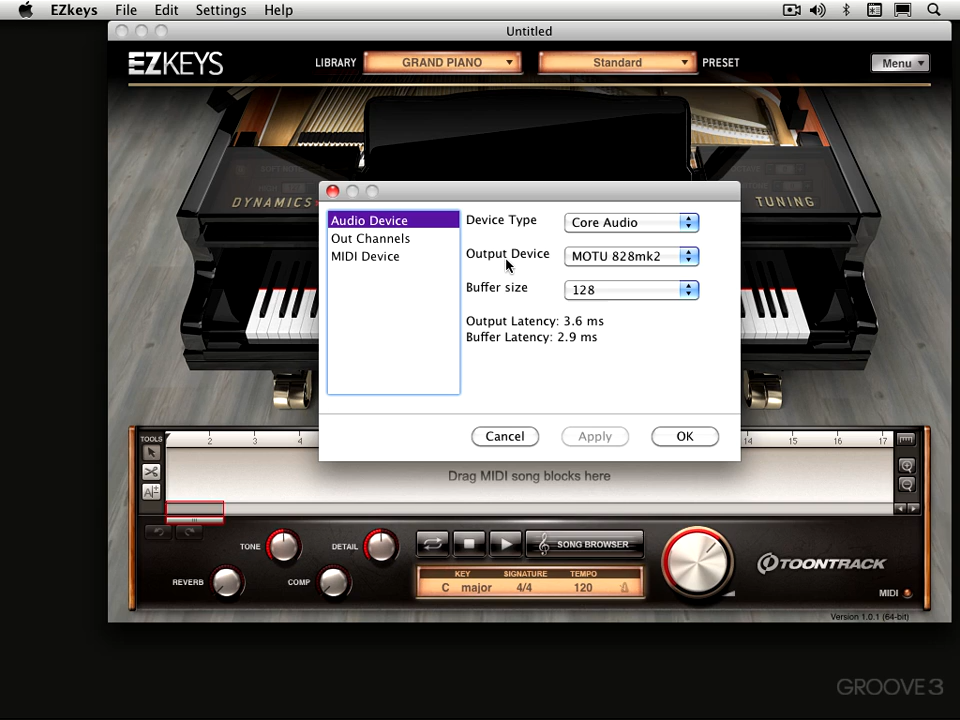 EZkeys File Edit Settings Help
Untitled
EZKEYS LIBRARY GRAND PIANO Standard PRESET Menu
DYNAMICS TUNING
Audio Device
Out Channels
MIDI Device
Device Type Core Audio
Output Device MOTU 828mk2
Buffer size 128
Output Latency: 3.6 ms
Buffer Latency: 2.9 ms
Cancel Apply OK
TOOLS 2 3 4 14 15 16 17
A
Drag MIDI song blocks here
TONE DETAIL SONG BROWSER
REVERB COMP
KEY SIGNATURE TEMPO
C major 4/4 120
TOONTRACK
MIDI
Version 1.0.1 (64-bit)
GROOVE3